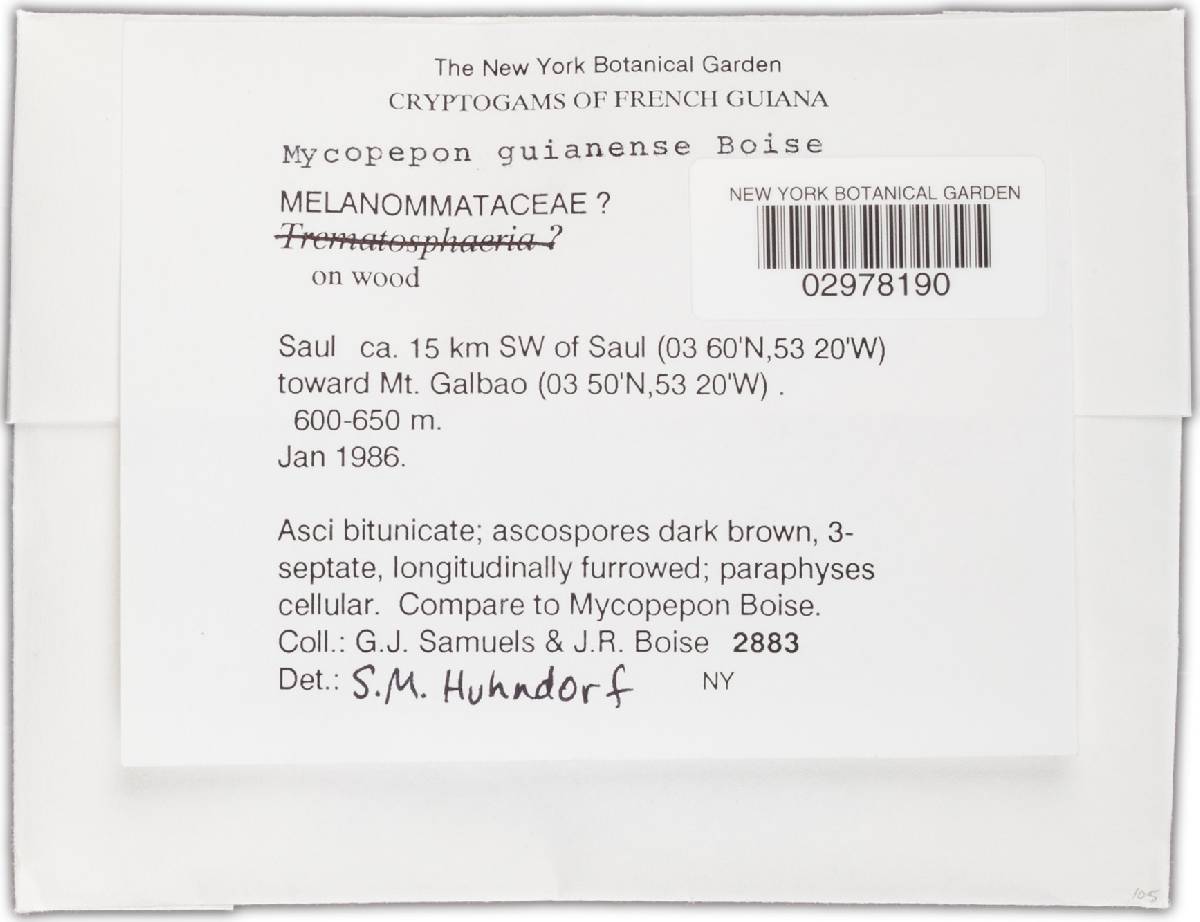 The New York Botanical Garden
CRYPTOGAMS OF FRENCH GUIANA
Mycopepon guianense Boise
MELANOMMATACEAE ?
Trematosphaeria ?
on wood
NEW YORK BOTANICAL GARDEN
02978190
Saul ca. 15 km SW of Saul (03 60'N,53 20'W)
toward Mt. Galbao (03 50'N,53 20'W) .
600-650 m.
Jan 1986.
Asci bitunicate; ascospores dark brown, 3-
septate, longitudinally furrowed; paraphyses
cellular. Compare to Mycopepon Boise.
Coll.: G.J. Samuels & J.R. Boise 2883
Det.: S.M. Huhndorf NY
105